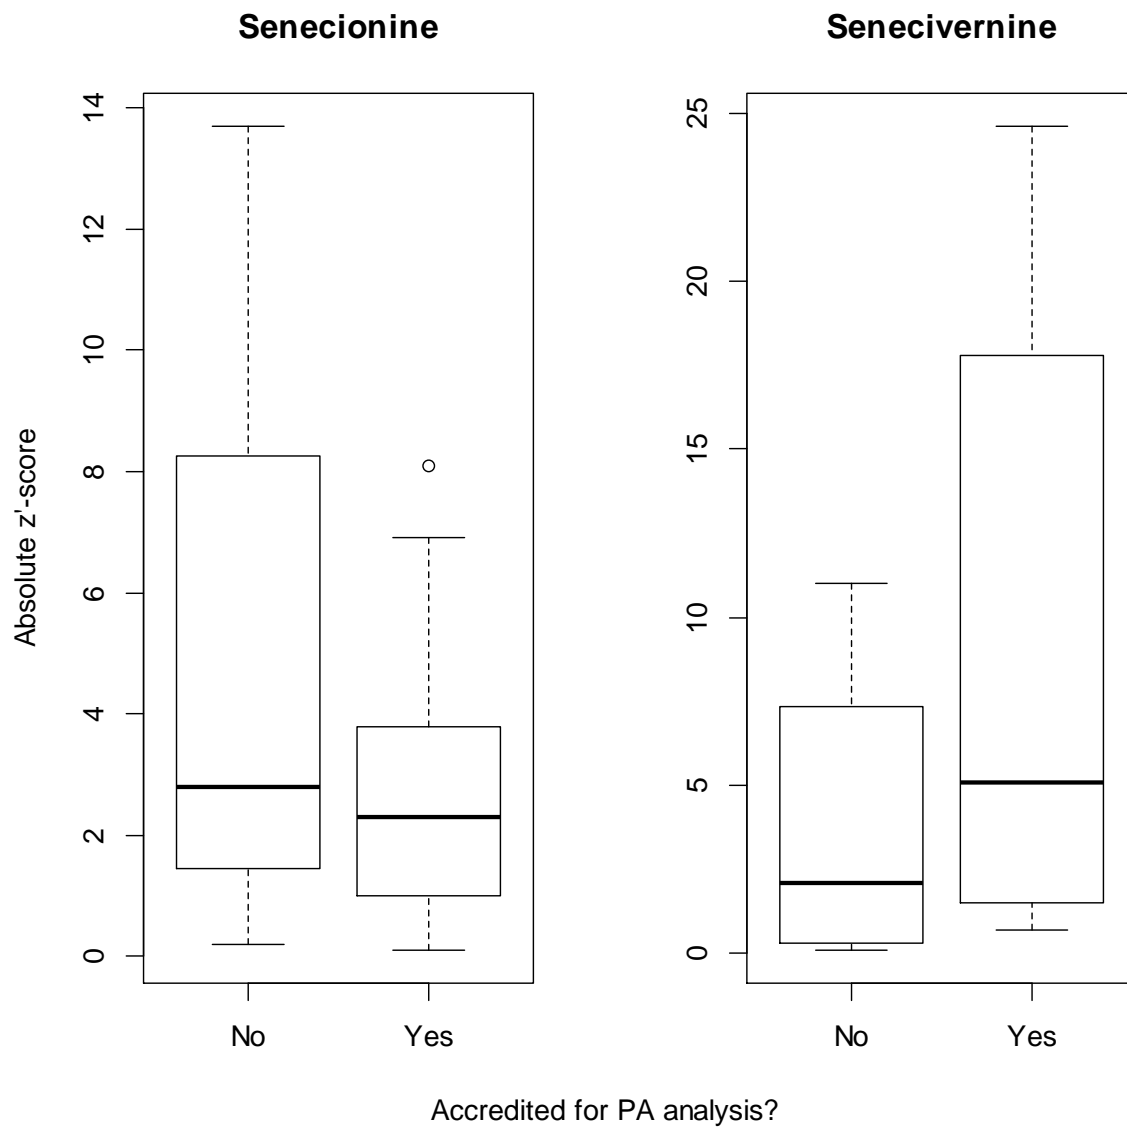 Senecionine
Senecivernine
Absolute z'-score
14
12
10
8
6
4
2
0
No
Yes
25
20
15
10
5
0
No
Yes
Accredited for PA analysis?